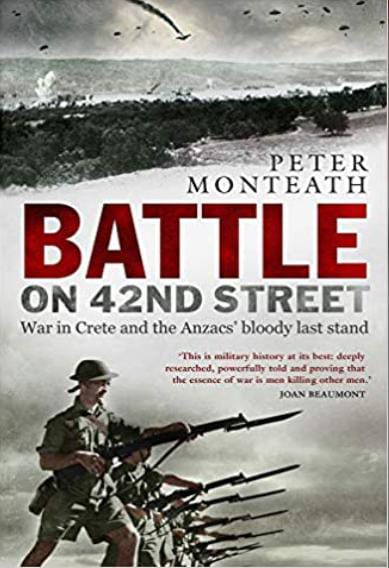 PETER
MONTEATH
BATTLE
ON 42ND STREET
War in Crete and the Anzacs' bloody last stand
'This is military history at its best: deeply
researched, powerfully told and proving that
the essence of war is men killing other men.'
JOAN BEAUMONT